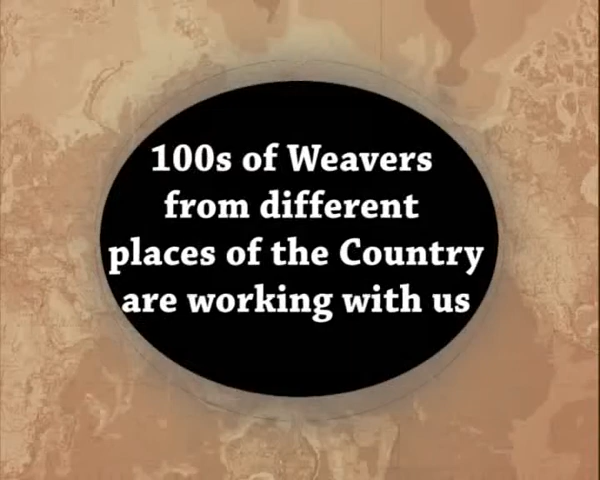 100s of Weavers
from different
places of the Country
are working with us